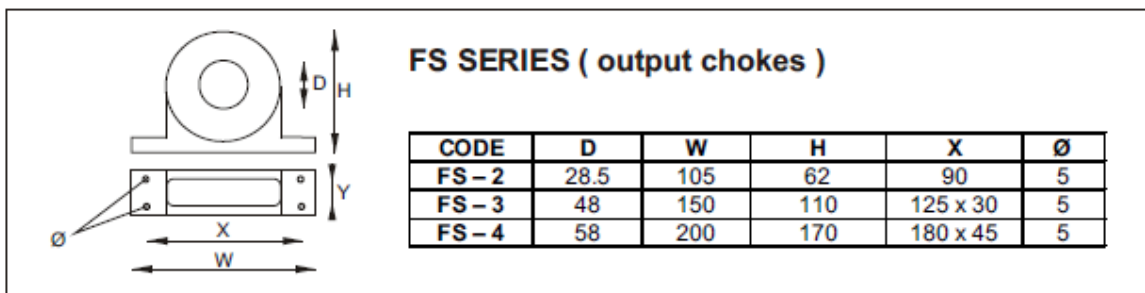 FS SERIES ( output chokes )
D
H
Y
Ø
X
W
CODE D W H X Ø
FS – 2 28.5 105 62 90 5
FS – 3 48 150 110 125 x 30 5
FS – 4 58 200 170 180 x 45 5